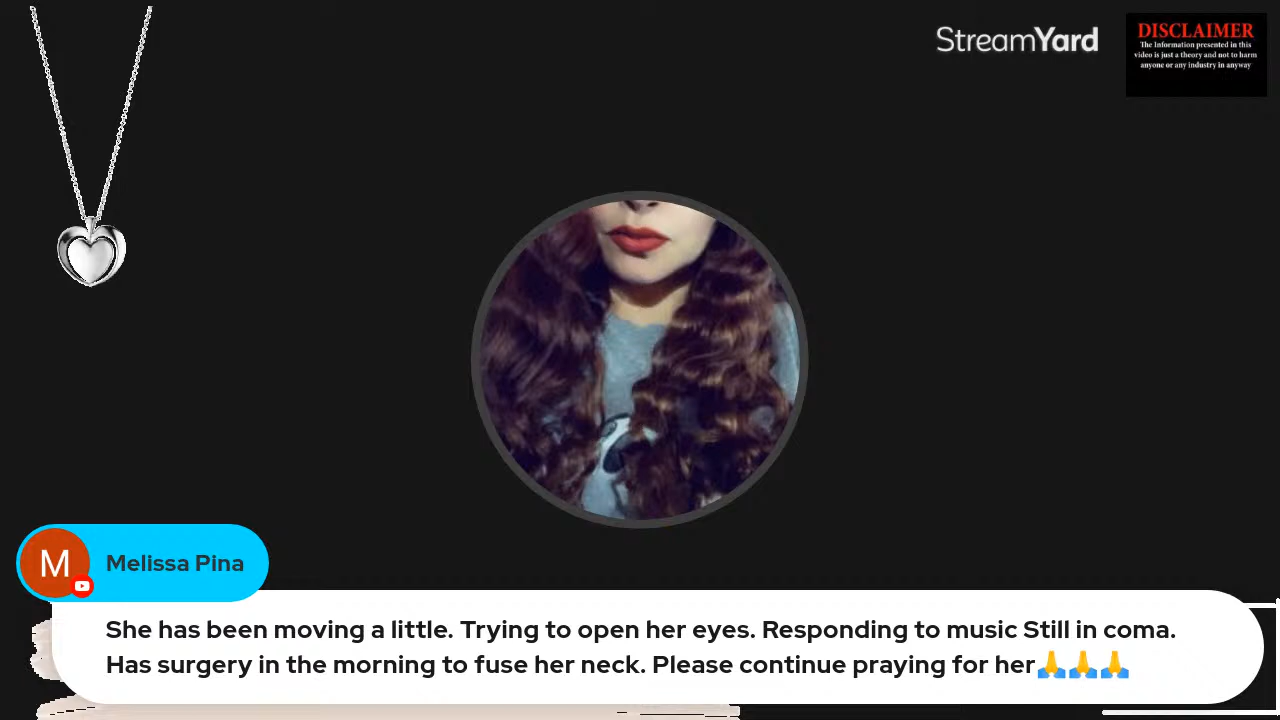 StreamYard
DISCLAIMER
The Information presented in this
video is just a theory and not to harm
anyone or any industry in anyway
M
Melissa Pina
She has been moving a little. Trying to open her eyes. Responding to music Still in coma.
Has surgery in the morning to fuse her neck. Please continue praying for her🙏🙏🙏